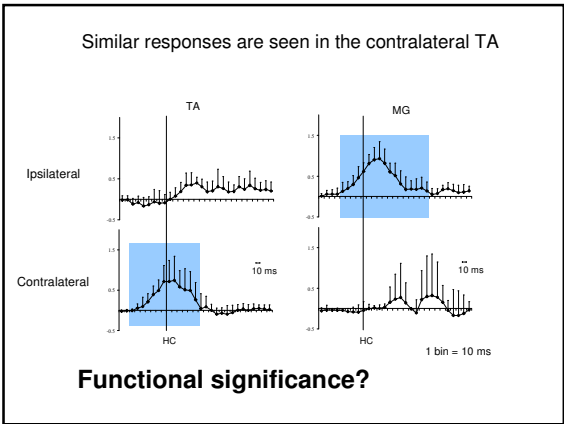 Similar responses are seen in the contralateral TA
TA
MG
Ipsilateral
1.5
0.5
-0.5
1.5
0.5
-0.5
Contralateral
1.5
0.5
-0.5
10 ms
HC
1.5
0.5
-0.5
10 ms
HC
1 bin = 10 ms
Functional significance?